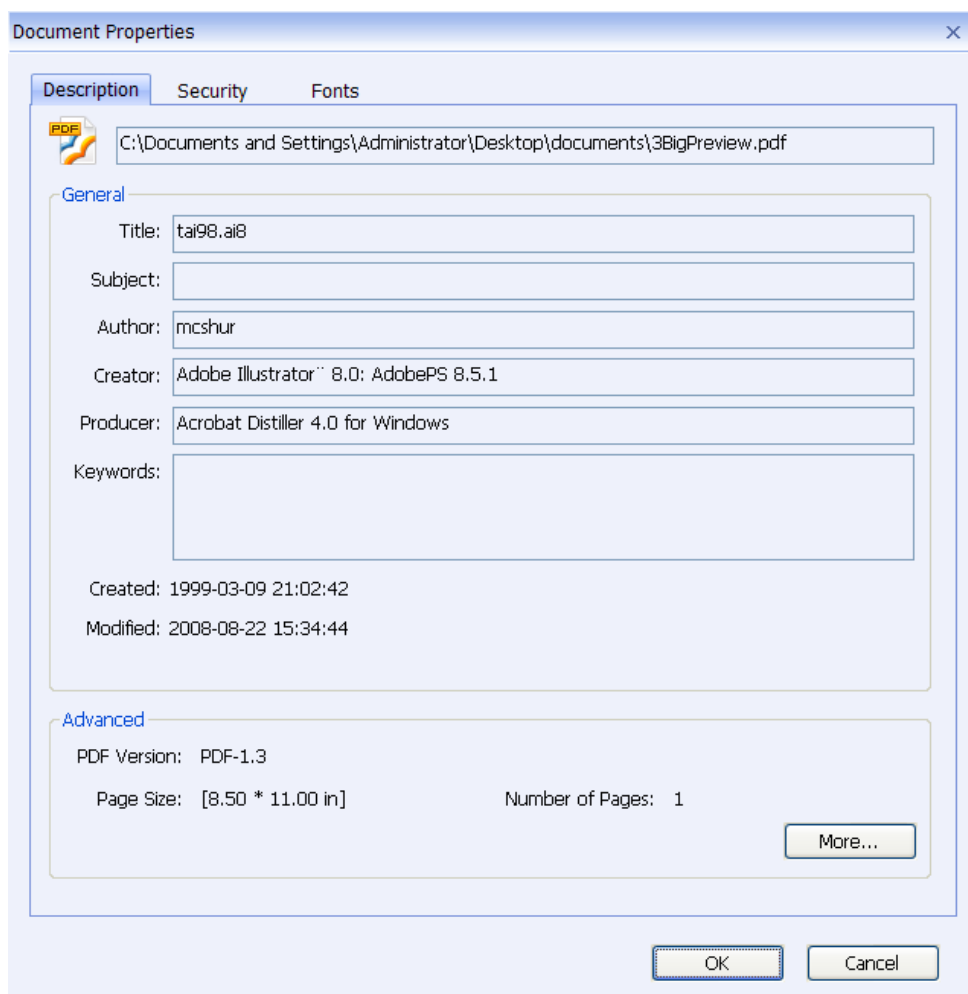 Document Properties
Description Security Fonts
PDF
C:\Documents and Settings\Administrator\Desktop\documents\3BigPreview.pdf
General
Title: tai98.ai8
Subject:
Author: mcshur
Creator: Adobe Illustrator¨ 8.0: AdobePS 8.5.1
Producer: Acrobat Distiller 4.0 for Windows
Keywords:
Created: 1999-03-09 21:02:42
Modified: 2008-08-22 15:34:44
Advanced
PDF Version: PDF-1.3
Page Size: [8.50 * 11.00 in] Number of Pages: 1
More...
OK Cancel